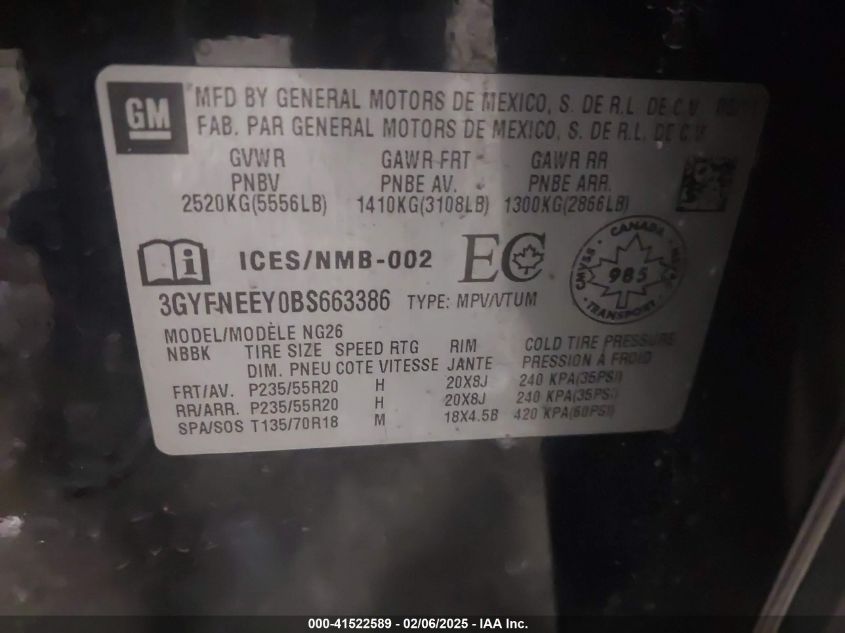 GM
MFD BY GENERAL MOTORS DE MEXICO, S. DE R.L. DE C.V.
FAB. PAR GENERAL MOTORS DE MEXICO, S. DE R.L. DE C.V.
GVWR GAWR FRT GAWR RR
PNBV PNBE AV. PNBE ARR.
2520KG(5556LB) 1410KG(3108LB) 1300KG(2866LB)
i ICES/NMB-002 EC
CANADA CMVSS NSVAC 985 TRANSPORT
3GYFNEEY0BS663386 TYPE: MPV/VTUM
MODEL/MODÈLE NG26
NBBK TIRE SIZE SPEED RTG RIM COLD TIRE PRESSURE
DIM. PNEU COTE VITESSE JANTE PRESSION À FROID
FRT/AV. P235/55R20 H 20X8J 240 KPA(35PSI)
RR/ARR. P235/55R20 H 20X8J 240 KPA(35PSI)
SPA/SOS T135/70R18 M 18X4.5B 420 KPA(60PSI)
000-41522589 - 02/06/2025 - IAA Inc.